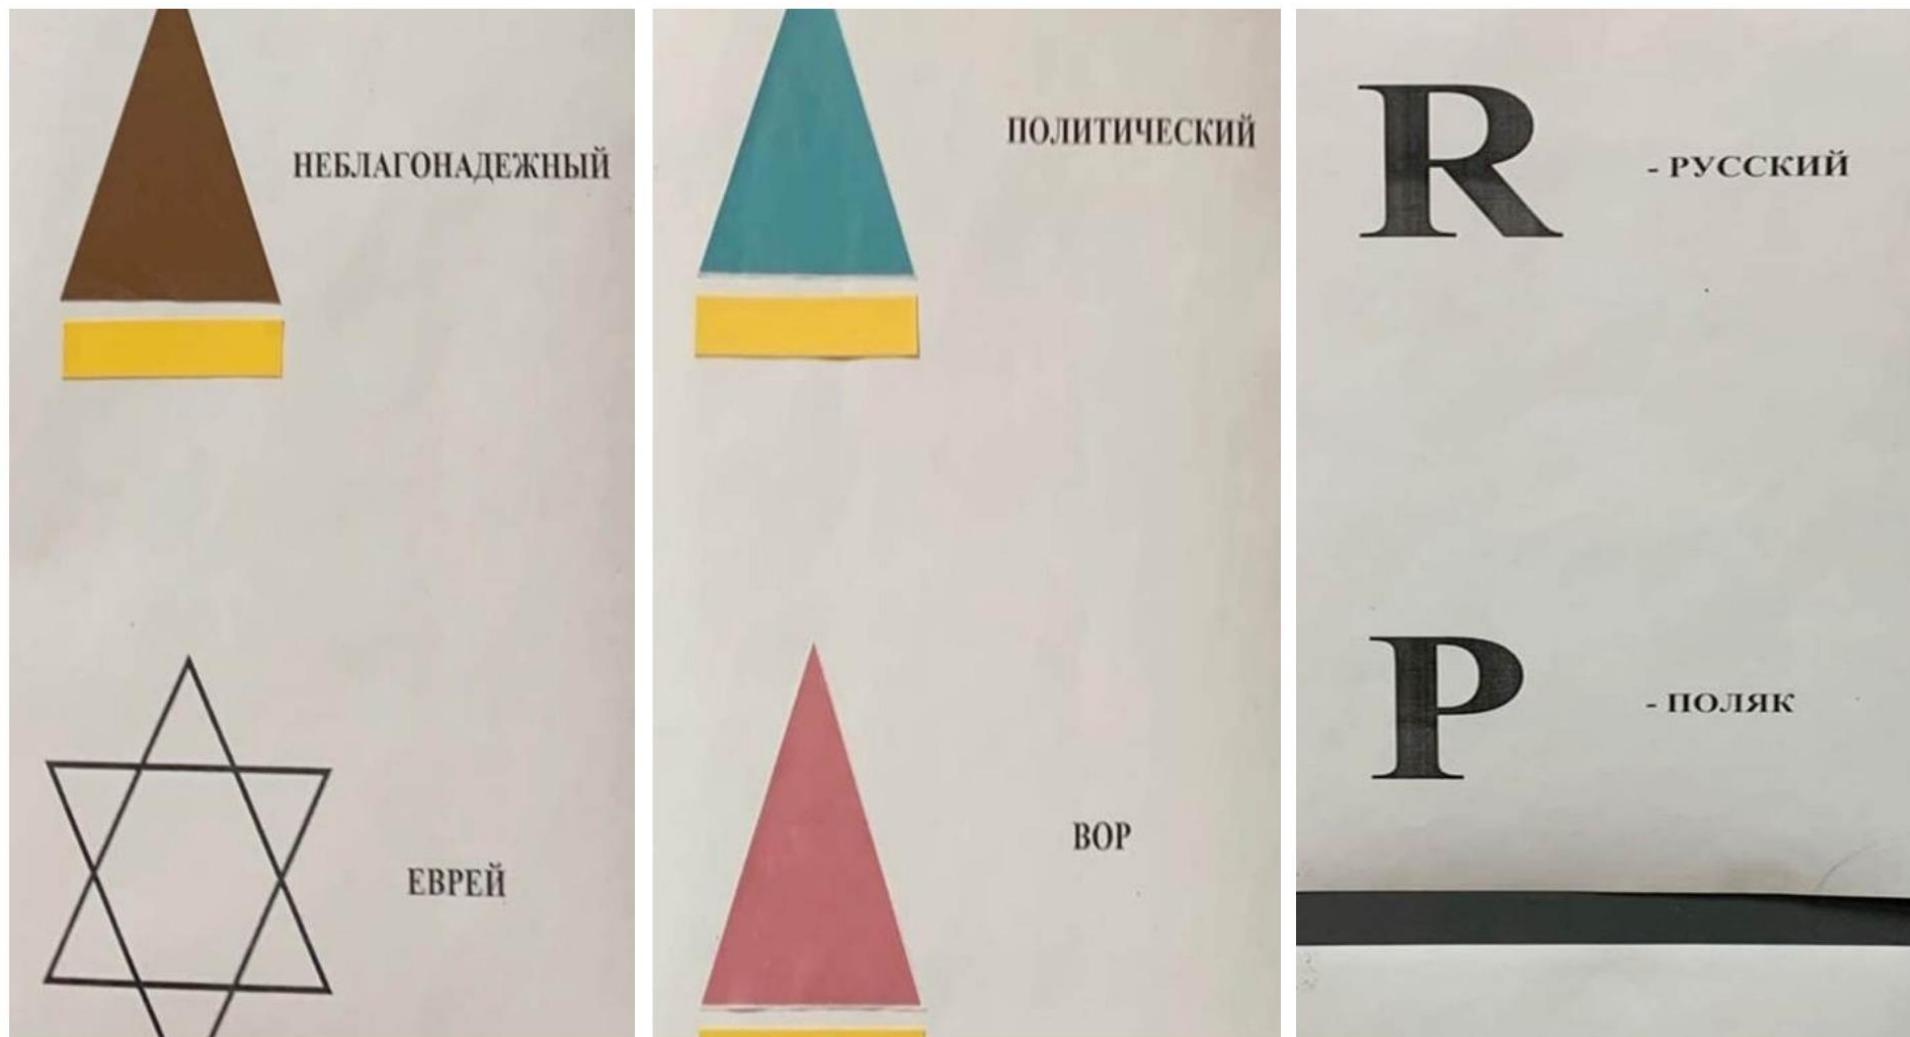 НЕБЛАГОНАДЕЖНЫЙ
ЕВРЕЙ
ПОЛИТИЧЕСКИЙ
ВОР
R - РУССКИЙ
P - ПОЛЯК